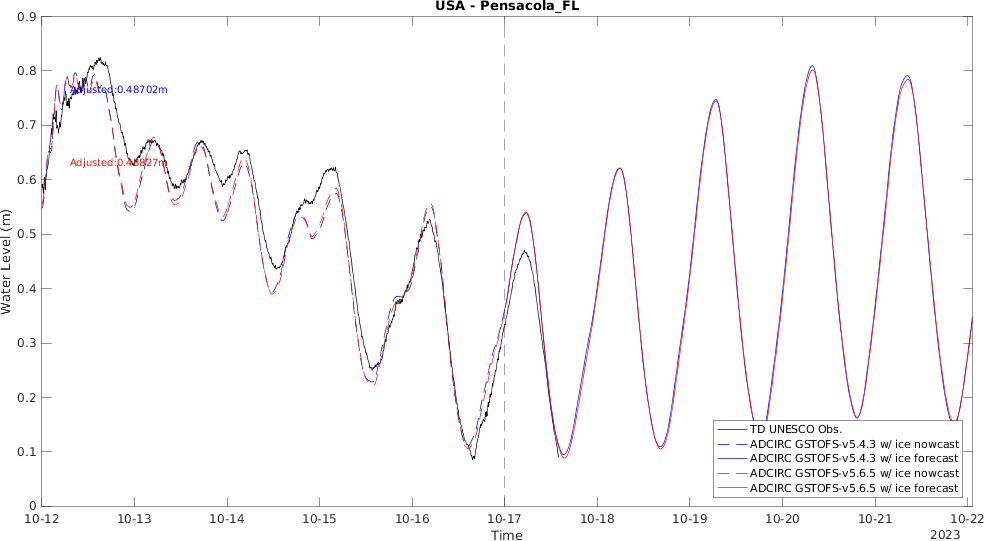 USA - Pensacola_FL
0.9
0.8
0.7
0.6
0.5
0.4
0.3
0.2
0.1
0
Water Level (m)
Adjusted:0.48702m
Adjusted:0.48827m
TD UNESCO Obs.
ADCIRC GSTOFS-v5.4.3 w/ ice nowcast
ADCIRC GSTOFS-v5.4.3 w/ ice forecast
ADCIRC GSTOFS-v5.6.5 w/ ice nowcast
ADCIRC GSTOFS-v5.6.5 w/ ice forecast
10-12 10-13 10-14 10-15 10-16 10-17 10-18 10-19 10-20 10-21 10-22
Time
2023